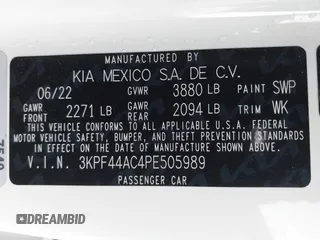 MANUFACTURED BY
KIA MEXICO S.A. DE C.V.
06/22 GVWR 3880 LB PAINT SWP
GAWR FRONT 2271 LB GAWR REAR 2094 LB TRIM WK
THIS VEHICLE CONFORMS TO ALL APPLICABLE U.S.A. FEDERAL
MOTOR VEHICLE SAFETY, BUMPER, AND THEFT PREVENTION
STANDARDS IN EFFECT ON THE DATE OF MANUFACTURE SHOWN ABOVE.
V.I.N. 3KPF44AC4PE505989
PASSENGER CAR
DREAMBID
dreambid.com